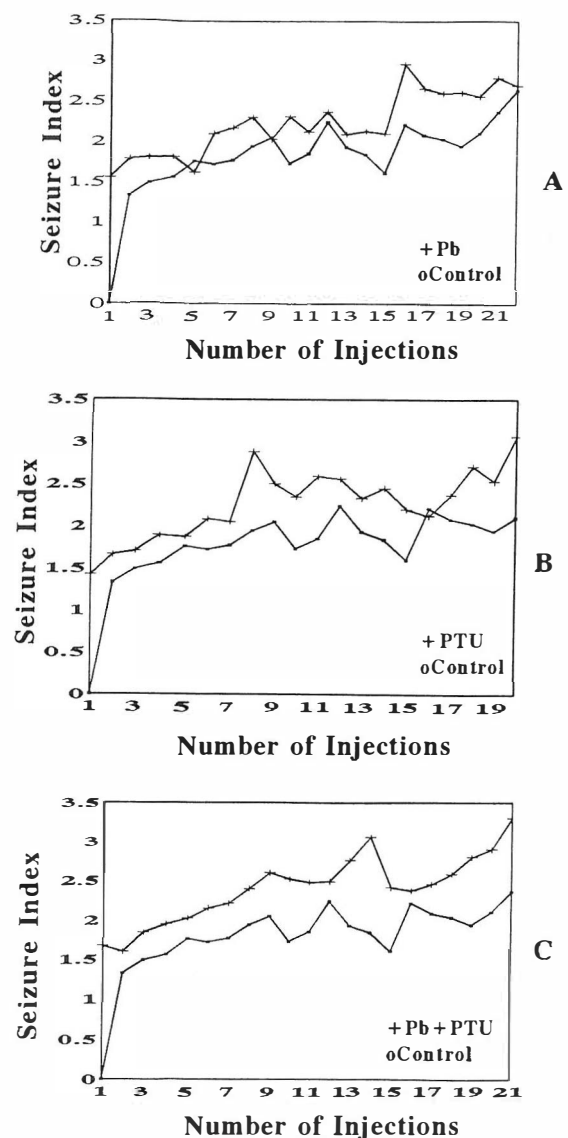 3.5
3
2.5
2
1.5
1
0.5
0
Seizure Index
1 3 5 7 9 11 13 15 17 19 21
Number of Injections
+Pb
oControl
A
3.5
3
2.5
2
1.5
1
0.5
0
Seizure Index
1 3 5 7 9 11 13 15 17 19
Number of Injections
+ PTU
oControl
B
3.5
3
2.5
2
1.5
1
0.5
0
Seizure Index
1 3 5 7 9 11 13 15 17 19 21
Number of Injections
+Pb+PTU
oControl
C